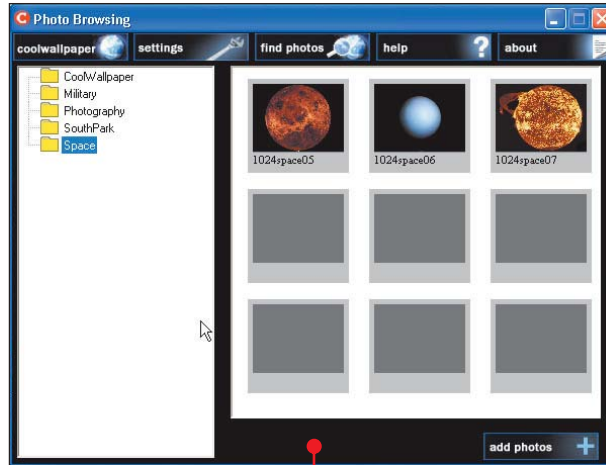 Photo Browsing
coolwallpaper settings find photos help ? about
CoolWallpaper
Military
Photography
SouthPark
Space
1024space05 1024space06 1024space07
add photos